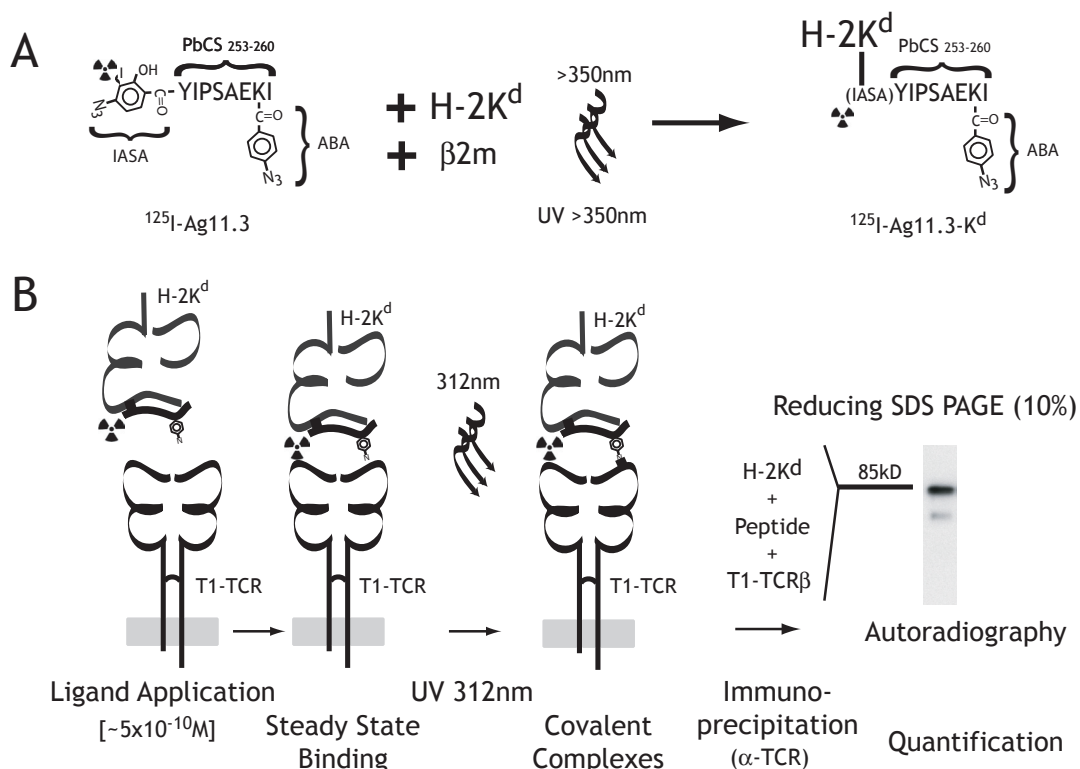 A
PbCS 253-260
I
OH
YIPSAEKI
C
O
N3
IASA
C=O
N3
ABA
125I-Ag11.3
+ H-2Kd
+ β2m
>350nm
UV >350nm
H-2Kd
PbCS 253-260
(IASA)YIPSAEKI
C=O
N3
ABA
125I-Ag11.3-Kd
B
H-2Kd
N
T1-TCR
H-2Kd
N
T1-TCR
312nm
H-2Kd
N
T1-TCR
Reducing SDS PAGE (10%)
H-2Kd
+
Peptide
+
T1-TCRβ
85kD
Autoradiography
Ligand Application
[~5x10-10M]
Steady State
Binding
UV 312nm
Covalent
Complexes
Immuno-
precipitation
(α-TCR)
Quantification